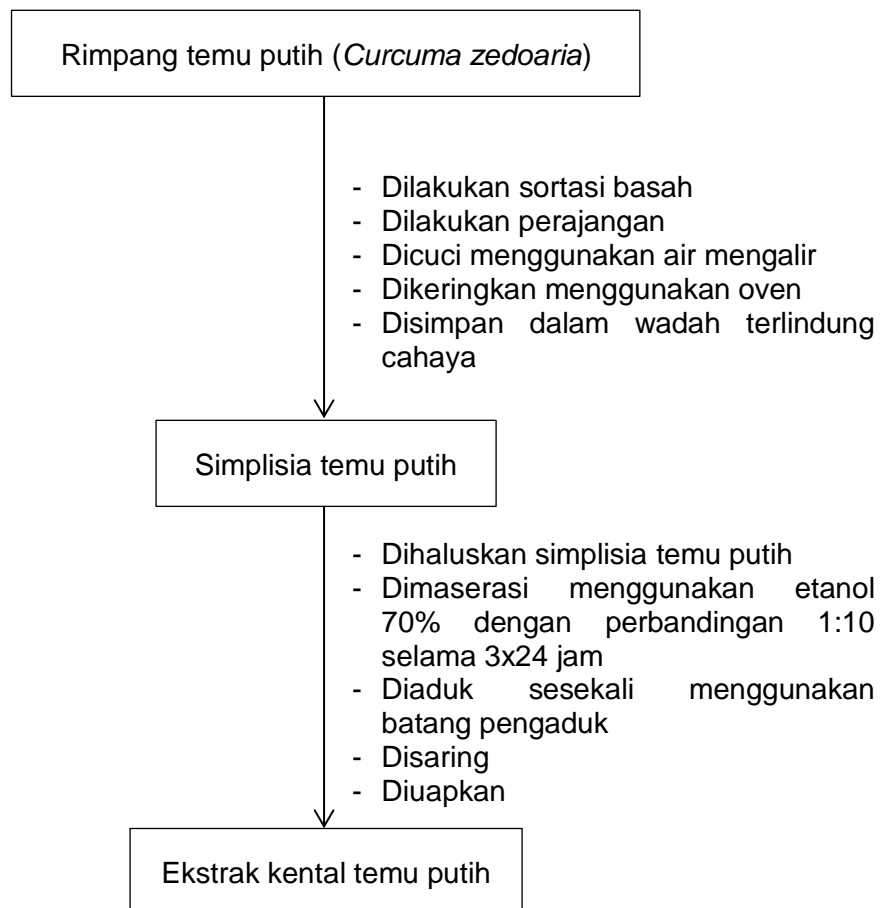 Rimpang temu putih (Curcuma zedoaria)
- Dilakukan sortasi basah
- Dilakukan perajangan
- Dicuci menggunakan air mengalir
- Dikeringkan menggunakan oven
- Disimpan dalam wadah terlindung
cahaya
Simplisia temu putih
- Dihaluskan simplisia temu putih
- Dimaserasi menggunakan etanol
70% dengan perbandingan 1:10
selama 3x24 jam
- Diaduk sesekali menggunakan
batang pengaduk
- Disaring
- Diuapkan
Ekstrak kental temu putih